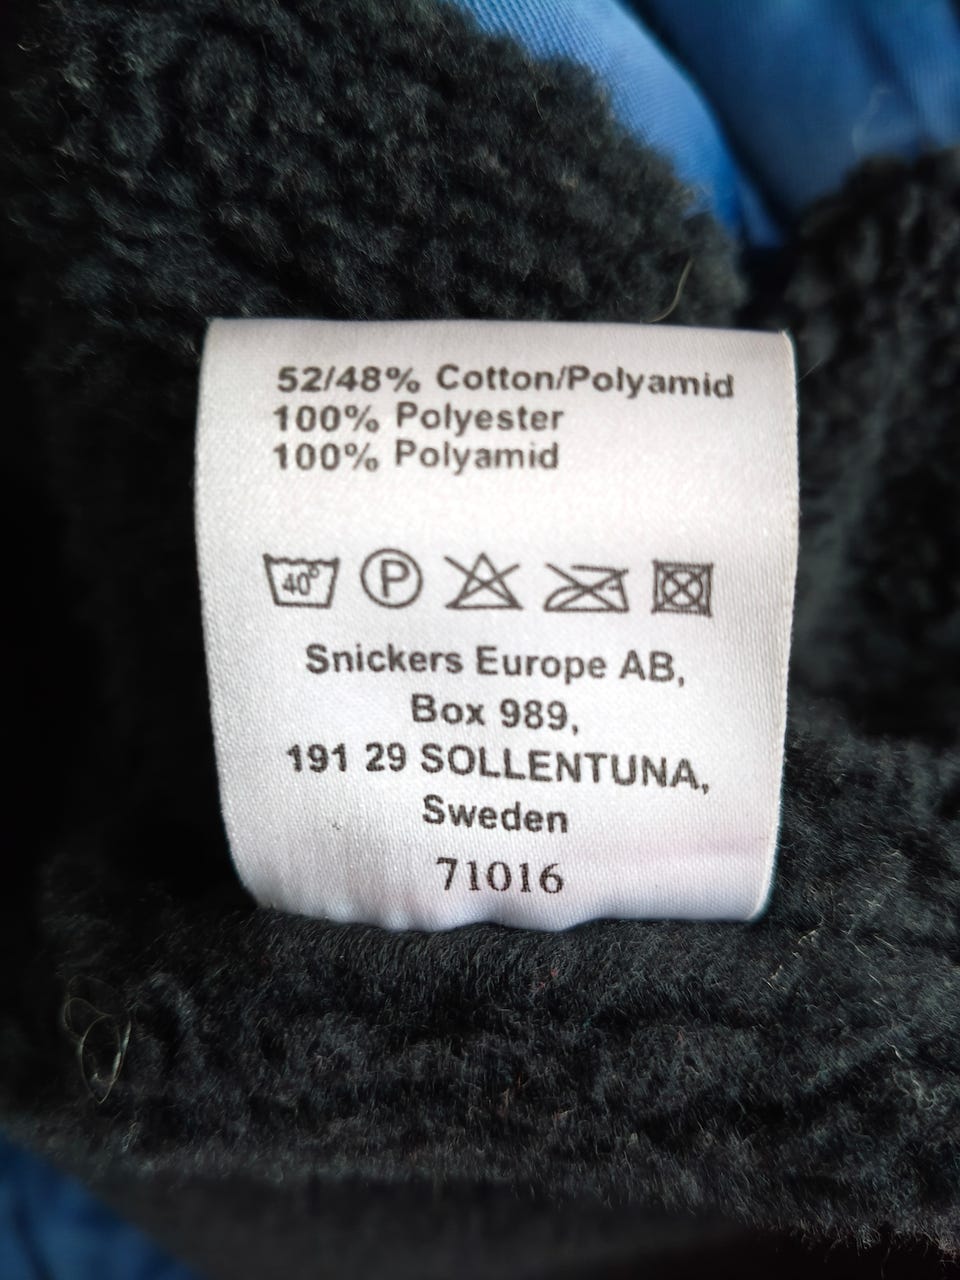 52/48% Cotton/Polyamid
100% Polyester
100% Polyamid
40° P
Snickers Europe AB,
Box 989,
191 29 SOLLENTUNA,
Sweden
71016